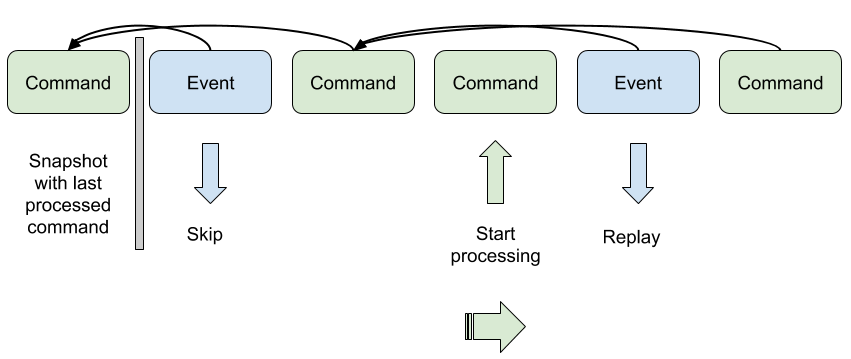 Command
Event
Command
Command
Event
Command
Snapshot
with last
processed
command
Skip
Start
processing
Replay